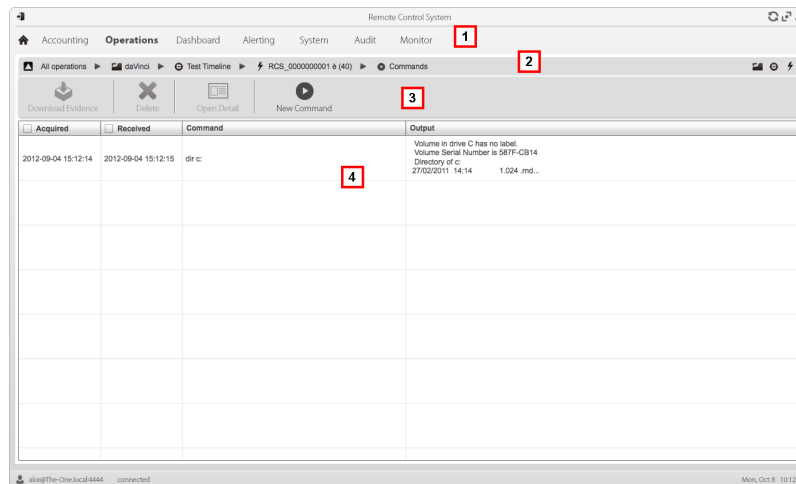 Remote Control System
Accounting Operations Dashboard Alerting System Audit Monitor 1
All operations daVinci Test Timeline RCS_0000000001 è (40) Commands 2
Download Evidence Delete Open Detail New Command 3
Acquired Received Command Output
2012-09-04 15:12:14 2012-09-04 15:12:15 dir c:
Volume in drive C has no label.
Volume Serial Number is 587F-CB14
Directory of c:
27/02/2011 14:14 1.024 .rnd...
4
alor@The-One.local:4444 connected Mon, Oct 8 10:12